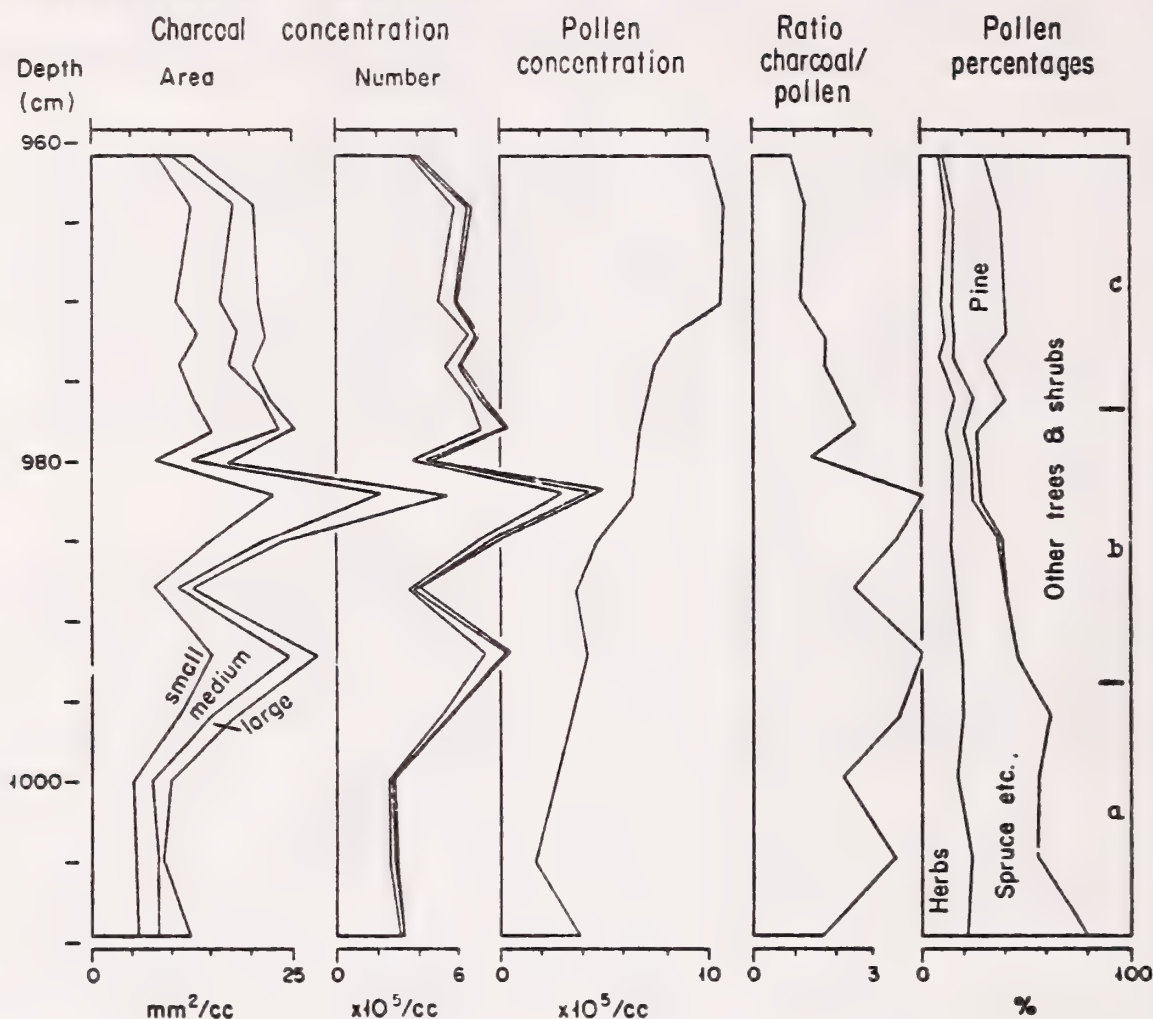 Charcoal concentration
Area
Number
Pollen
concentration
Ratio
charcoal/
pollen
Pollen
percentages
Depth
(cm)
960
980
1000
small
medium
large
Pine
Other trees & shrubs
Herbs
Spruce etc.
c
b
a
0 25
0 6
0 10
0 3
0 100
mm²/cc
x10⁵/cc
x10⁵/cc
%